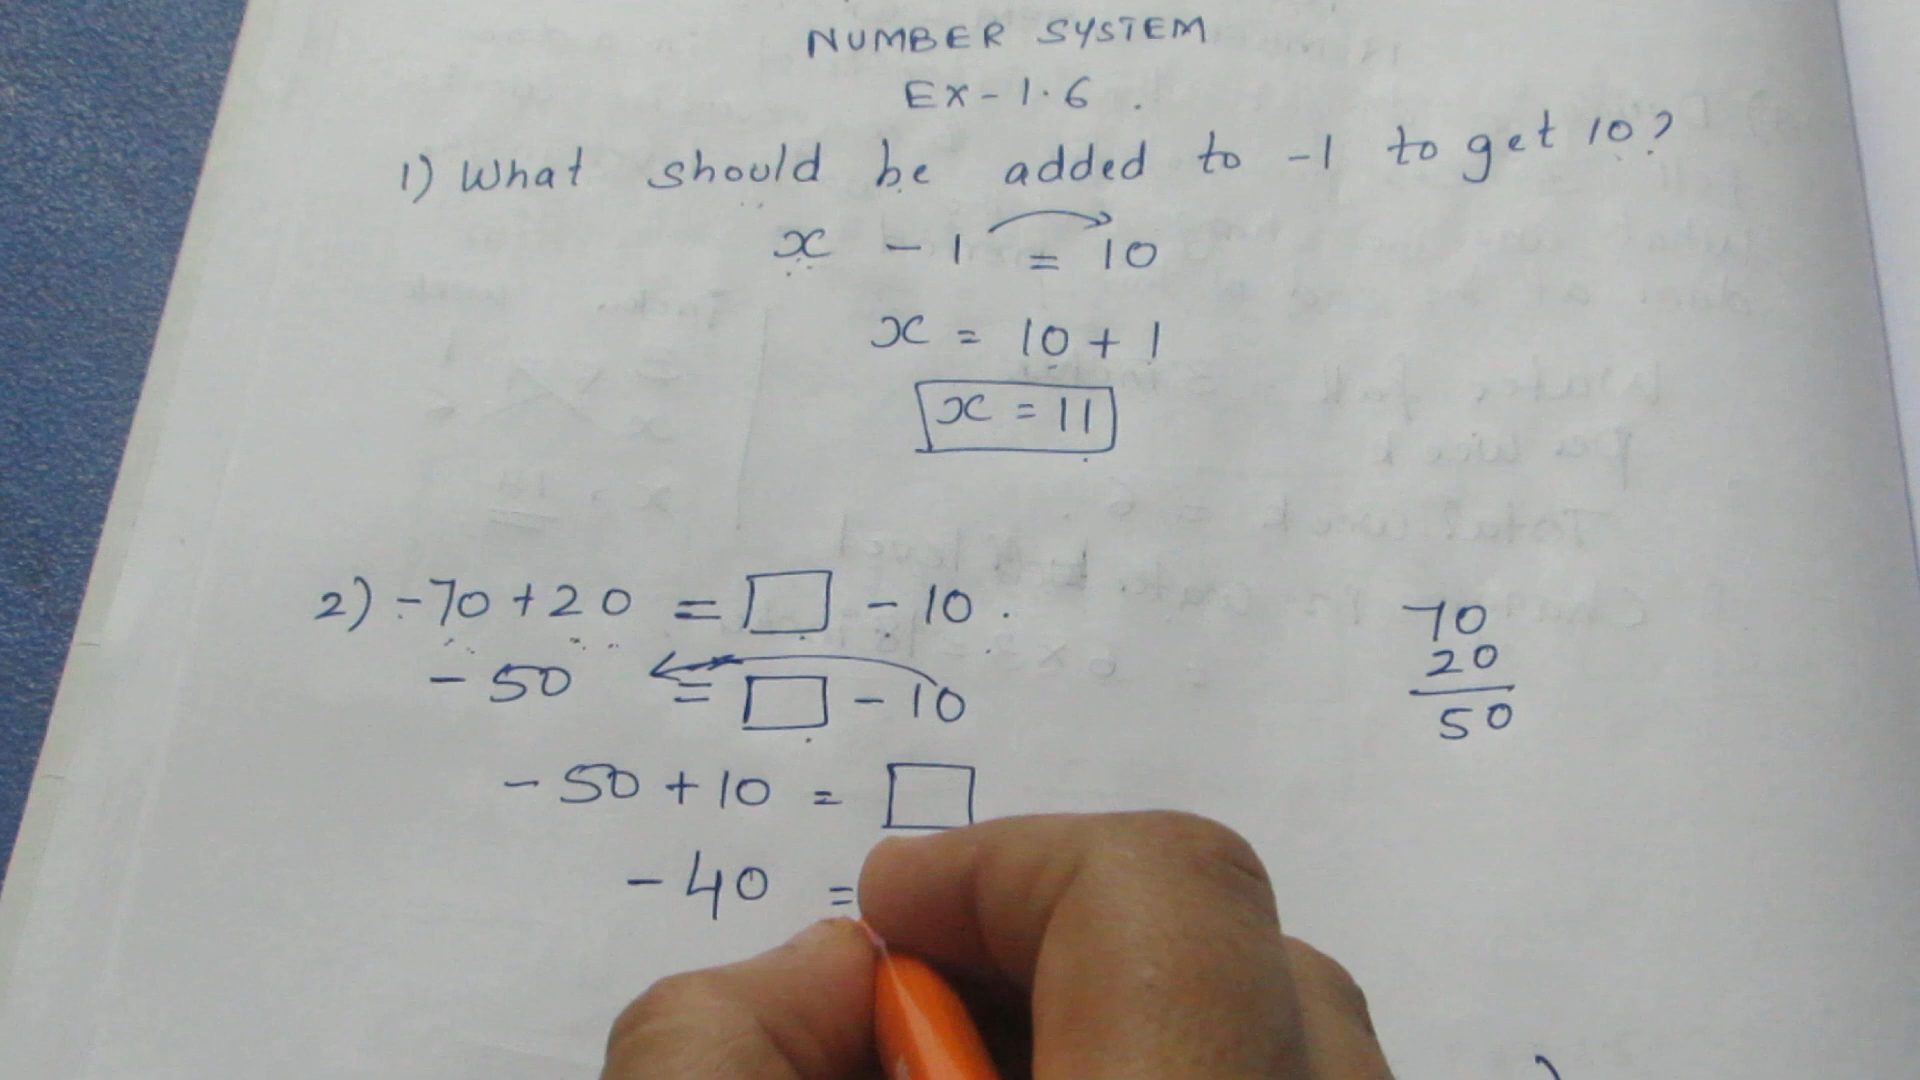 NUMBER SYSTEM
EX-1.6.
1) What should be added to -1 to get 10?
x - 1 = 10
x = 10 + 1
x = 11
2) -70 + 20 = □ - 10.
-50 = □ - 10
-50 + 10 = □
-40 =
70
20
50